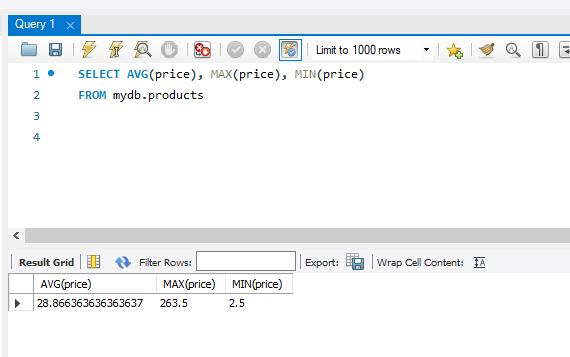 Query 1
Limit to 1000 rows
1 SELECT AVG(price), MAX(price), MIN(price)
2 FROM mydb.products
3
4
Result Grid Filter Rows: Export: Wrap Cell Content:
AVG(price) MAX(price) MIN(price)
28.866363636363637 263.5 2.5